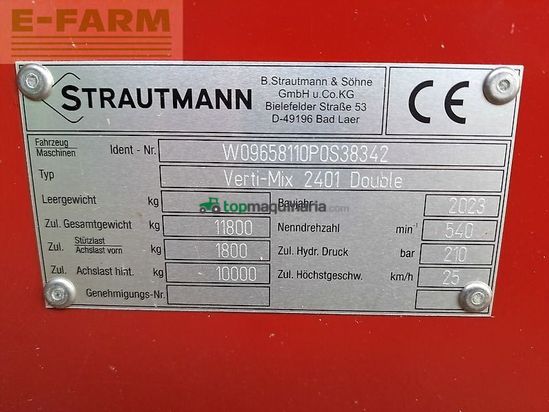 E-FARM
STRAUTMANN
B.Strautmann & Söhne
GmbH u.Co.KG
Bielefelder Straße 53
D-49196 Bad Laer
CE
Fahrzeug
Maschinen
Ident - Nr.
W09658110P0S38342
Typ
Verti-Mix 2401 Double
Leergewicht kg
Baujahr 2023
topmaquinaria.com
Zul. Gesamtgewicht kg 11800
Nenndrehzahl min⁻¹ 540
Zul. Stützlast
Achslast vorn kg 1800
Zul. Hydr. Druck bar 210
Zul. Achslast hint. kg 10000
Zul. Höchstgeschw. km/h 25
Genehmigungs-Nr.